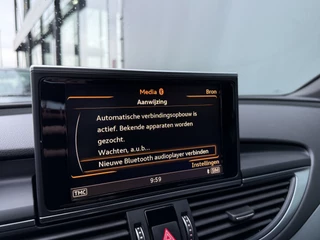 Media
Bron
Aanwijzing
Automatische verbindingsopbouw is
actief. Bekende apparaten worden
gezocht.
Wachten, a.u.b...
Nieuwe Bluetooth audioplayer verbinden
Instellingen
TMC
9:59
SIM